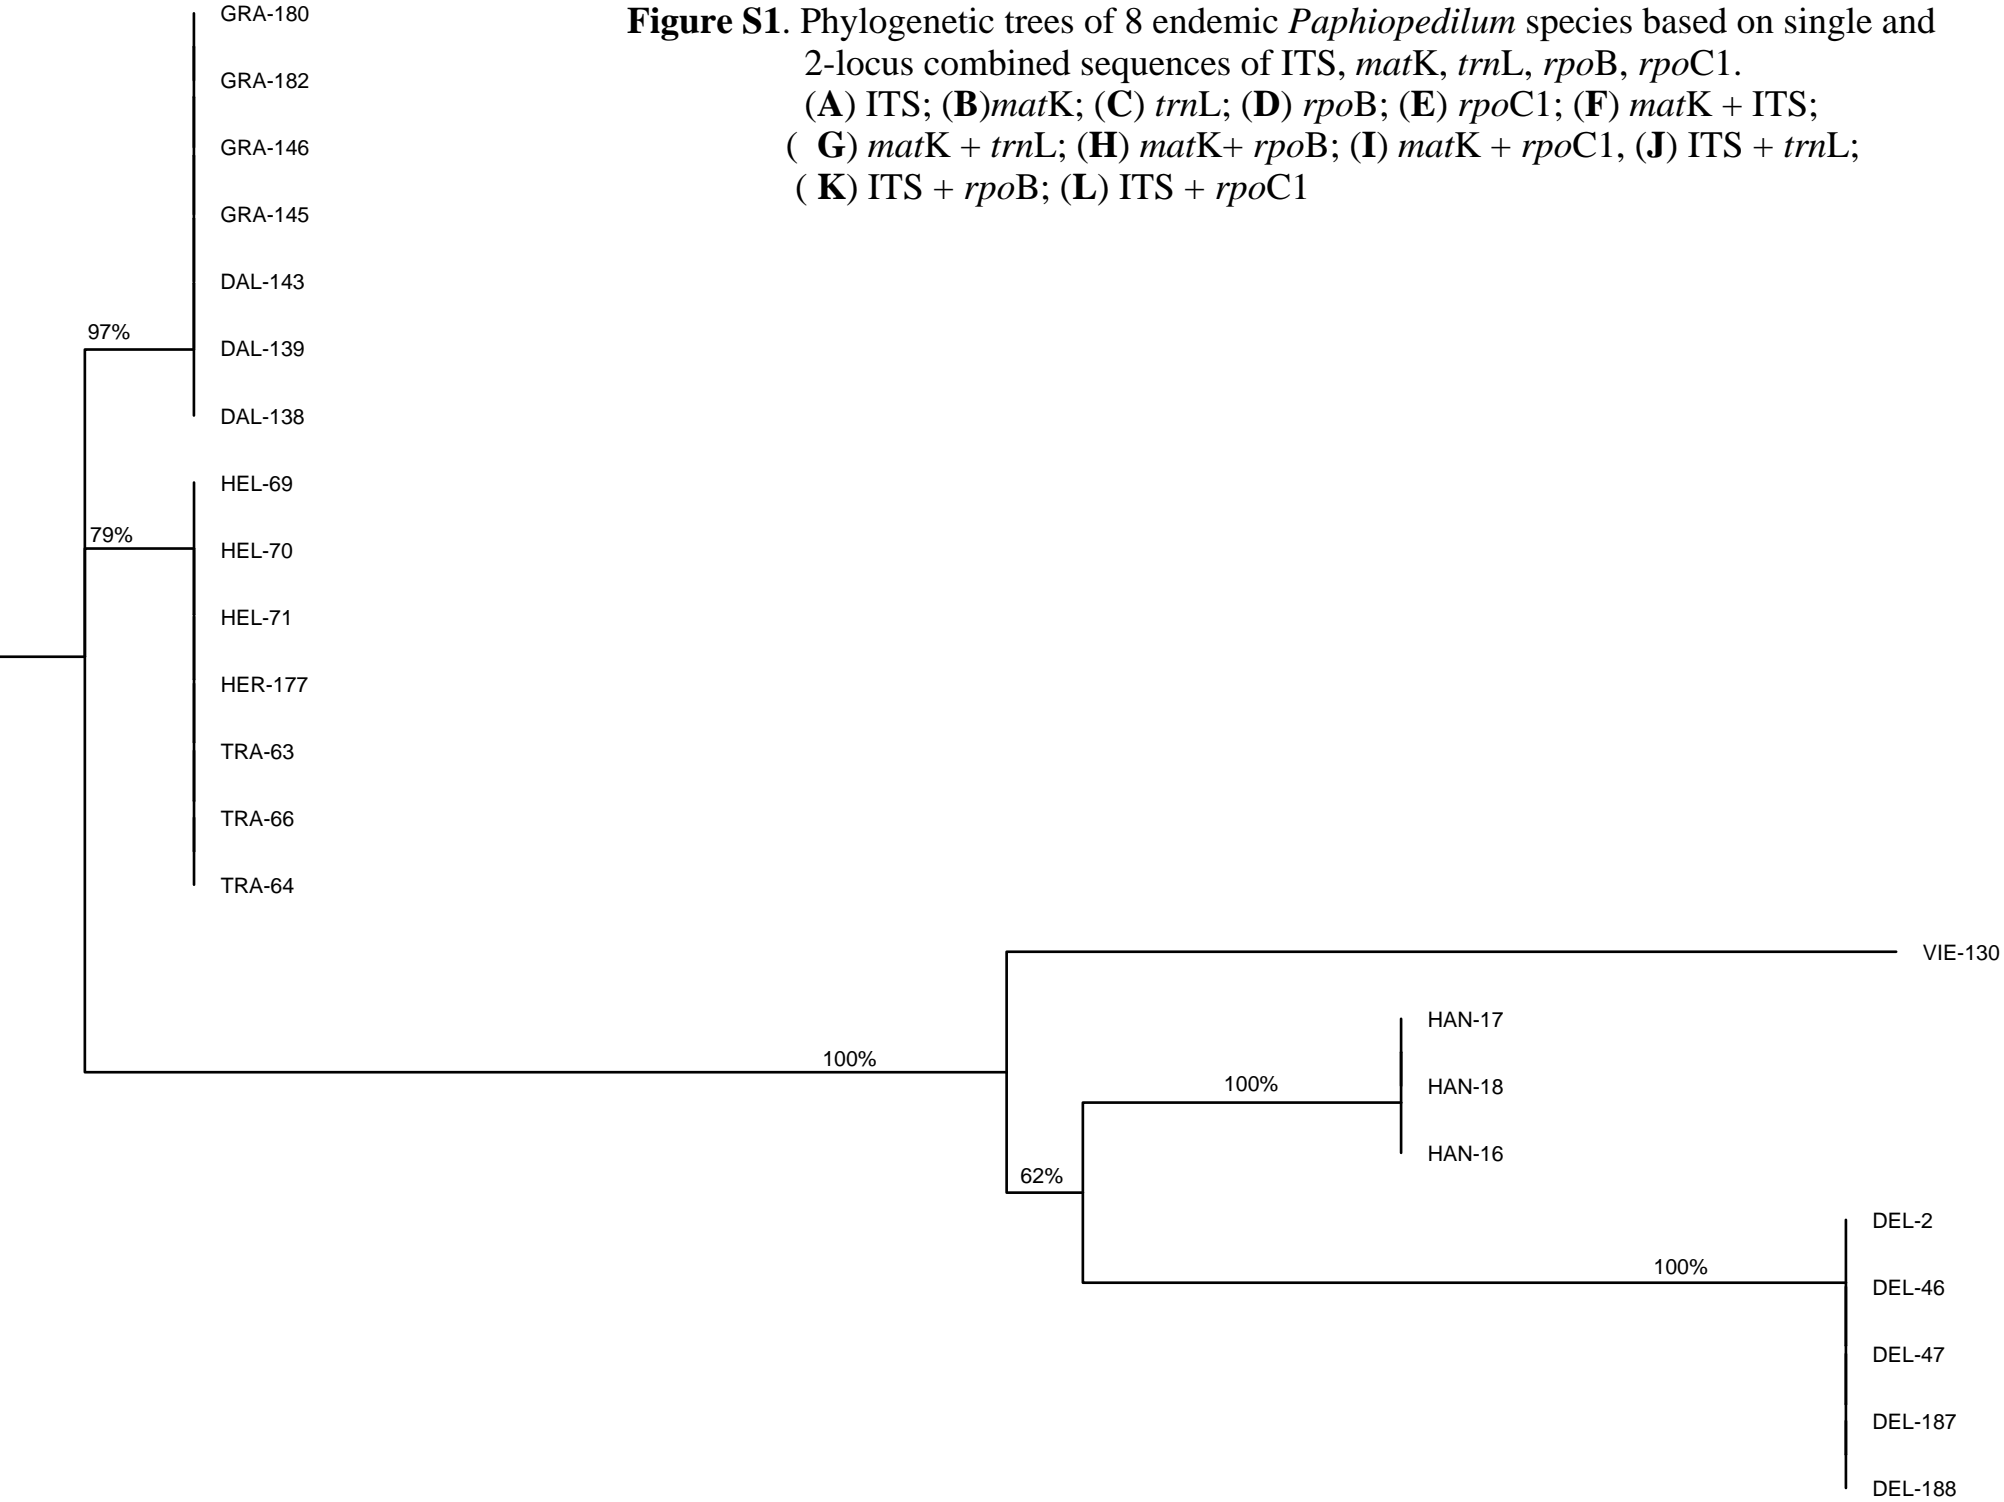 GRA-180
Figure S1. Phylogenetic trees of 8 endemic Paphiopedilum species based on single and
2-locus combined sequences of ITS, matK, trnL, rpoB, rpoC1.
(A) ITS; (B)matK; (C) trnL; (D) rpoB; (E) rpoC1; (F) matK + ITS;
( G) matK + trnL; (H) matK+ rpoB; (I) matK + rpoC1, (J) ITS + trnL;
( K) ITS + rpoB; (L) ITS + rpoC1
GRA-182
GRA-146
GRA-145
DAL-143
97%
DAL-139
DAL-138
HEL-69
79%
HEL-70
HEL-71
HER-177
TRA-63
TRA-66
TRA-64
VIE-130
HAN-17
100%
100%
HAN-18
HAN-16
62%
DEL-2
100%
DEL-46
DEL-47
DEL-187
DEL-188